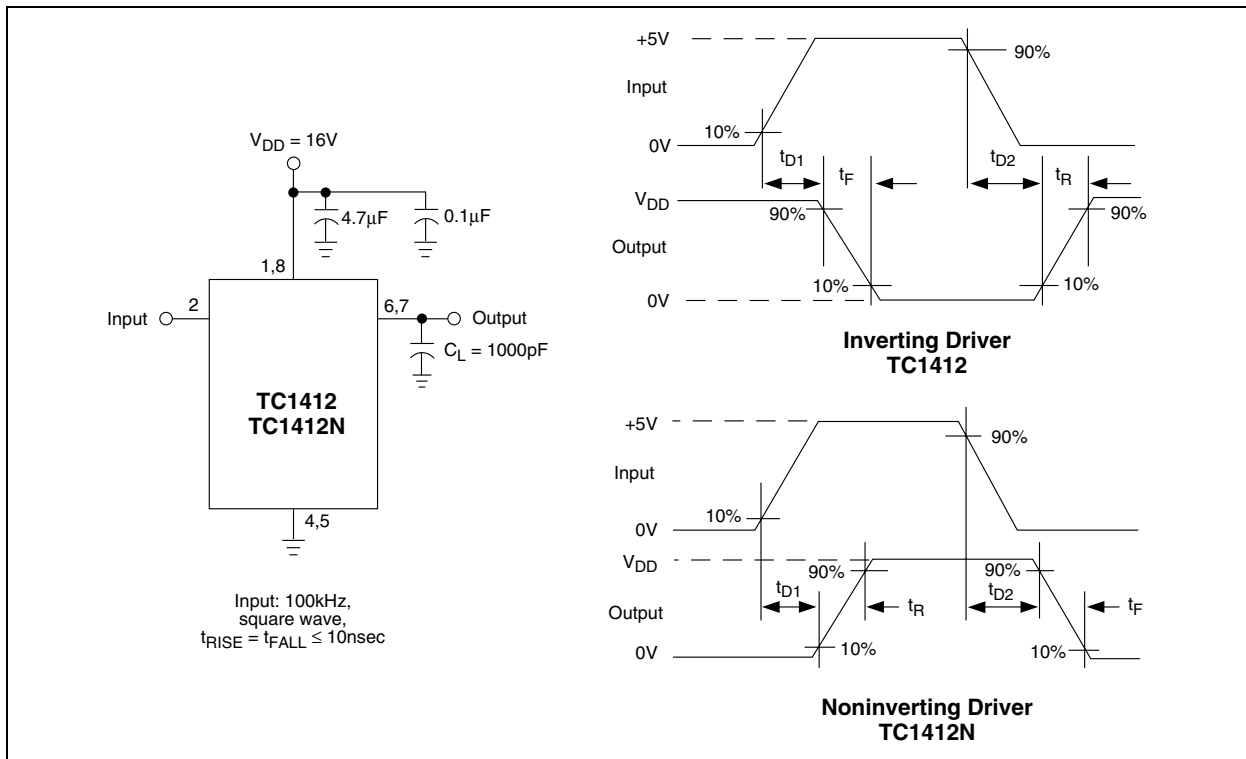 V_DD = 16V
4.7µF
0.1µF
1,8
2
6,7
Input
Output
C_L = 1000pF
TC1412
TC1412N
4,5
Input: 100kHz,
square wave,
t_RISE = t_FALL ≤ 10nsec
+5V
Input
90%
10%
0V
t_D1
t_F
t_D2
t_R
V_DD
90%
90%
Output
10%
10%
0V
Inverting Driver
TC1412
+5V
Input
90%
10%
0V
V_DD
90%
90%
t_D1
t_R
t_D2
t_F
Output
10%
10%
0V
Noninverting Driver
TC1412N